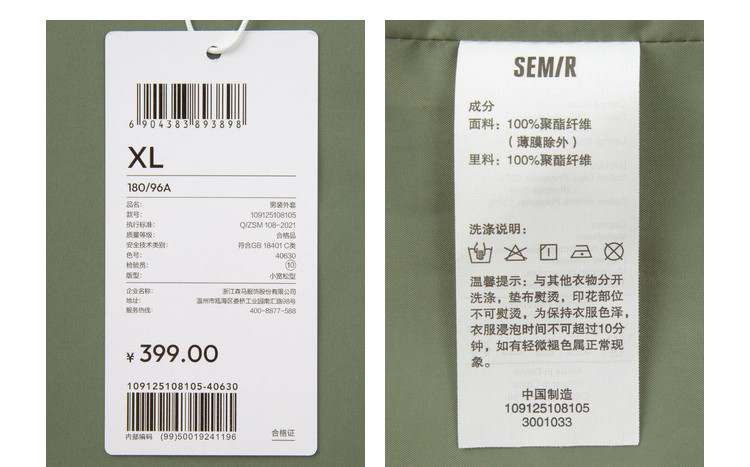 6 904383 893898
XL
180/96A
品名: 男装外套
款号: 109125108105
执行标准: Q/ZSM 108-2021
质量等级: 合格品
安全技术类别: 符合GB 18401 C类
色号: 40630
检验员: 10
版型: 小宽松型
企业名称: 浙江森马服饰股份有限公司
地址: 温州市瓯海区娄桥工业园南汇路98号
服务热线: 400-8877-588
¥ 399.00
109125108105-40630
内部编码 (99)50019241196
合格证
SEMIR
成分
面料：100%聚酯纤维
（薄膜除外）
里料：100%聚酯纤维
洗涤说明：
温馨提示：与其他衣物分开
洗涤，垫布熨烫，印花部位
不可熨烫，为保持衣服色泽，
衣服浸泡时间不可超过10分
钟，如有轻微褪色属正常现
象。
中国制造
109125108105
3001033